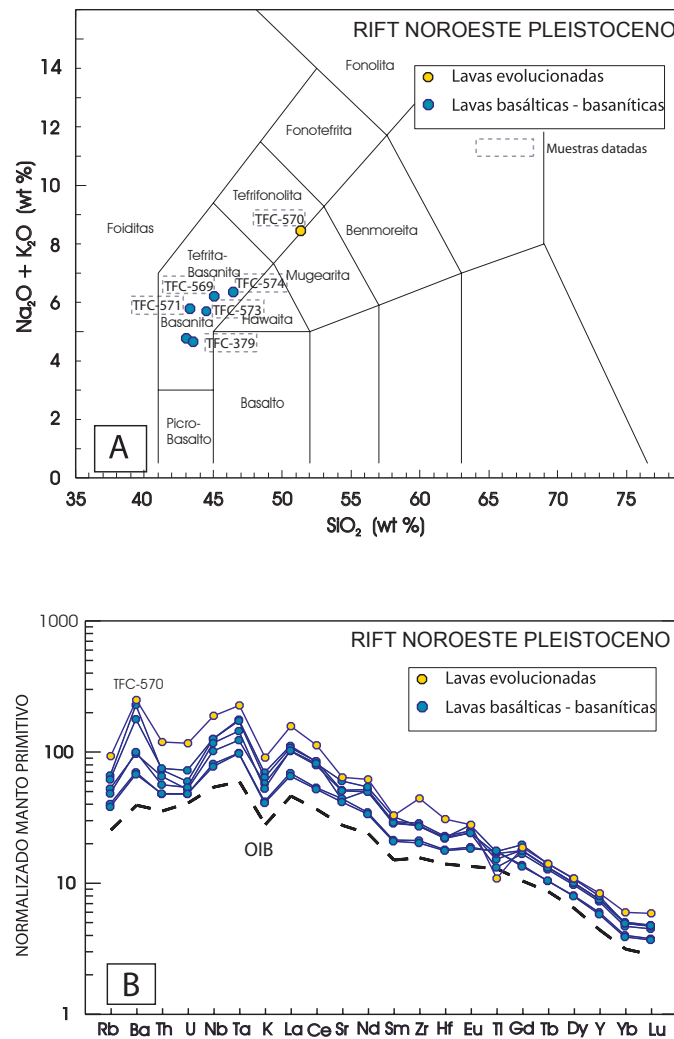 RIFT NOROESTE PLEISTOCENO
Lavas evolucionadas
Lavas basálticas - basaníticas
Muestras datadas
Fonolita
Fonotefrita
Tefrifonolita
TFC-570
Foiditas
Benmoreita
Tefrita-
Basanita
TFC-569
TFC-574
Mugearita
TFC-571
TFC-573
Basanita
Hawaita
TFC-379
Basalto
Picro-
Basalto
A
Na2O + K2O (wt %)
14
12
10
8
6
4
2
0
35 40 45 50 55 60 65 70 75
SIO2 (wt %)
RIFT NOROESTE PLEISTOCENO
Lavas evolucionadas
Lavas basálticas - basaníticas
TFC-570
OIB
B
NORMALIZADO MANTO PRIMITIVO
1000
100
10
1
Rb Ba Th U Nb Ta K La Ce Sr Nd Sm Zr Hf Eu TI Gd Tb Dy Y Yb Lu